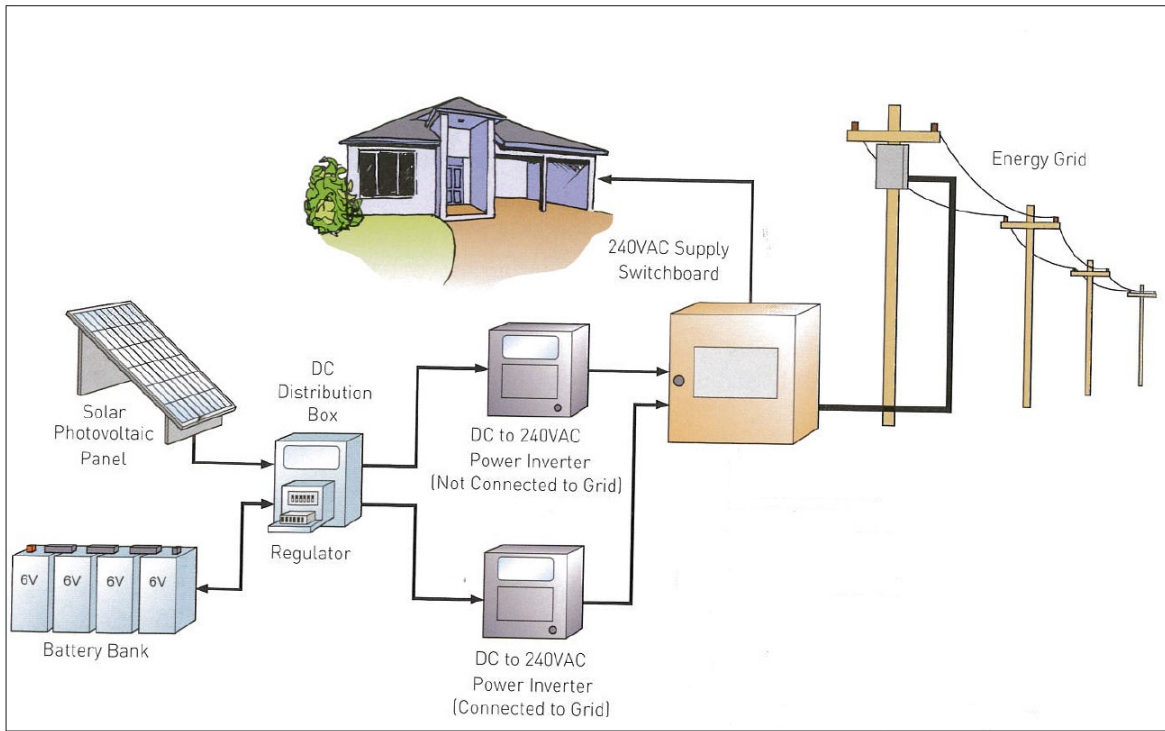 Energy Grid
240VAC Supply
Switchboard
DC
Distribution
Box
Solar
Photovoltaic
Panel
DC to 240VAC
Power Inverter
(Not Connected to Grid)
Regulator
6V
6V
6V
6V
Battery Bank
DC to 240VAC
Power Inverter
(Connected to Grid)